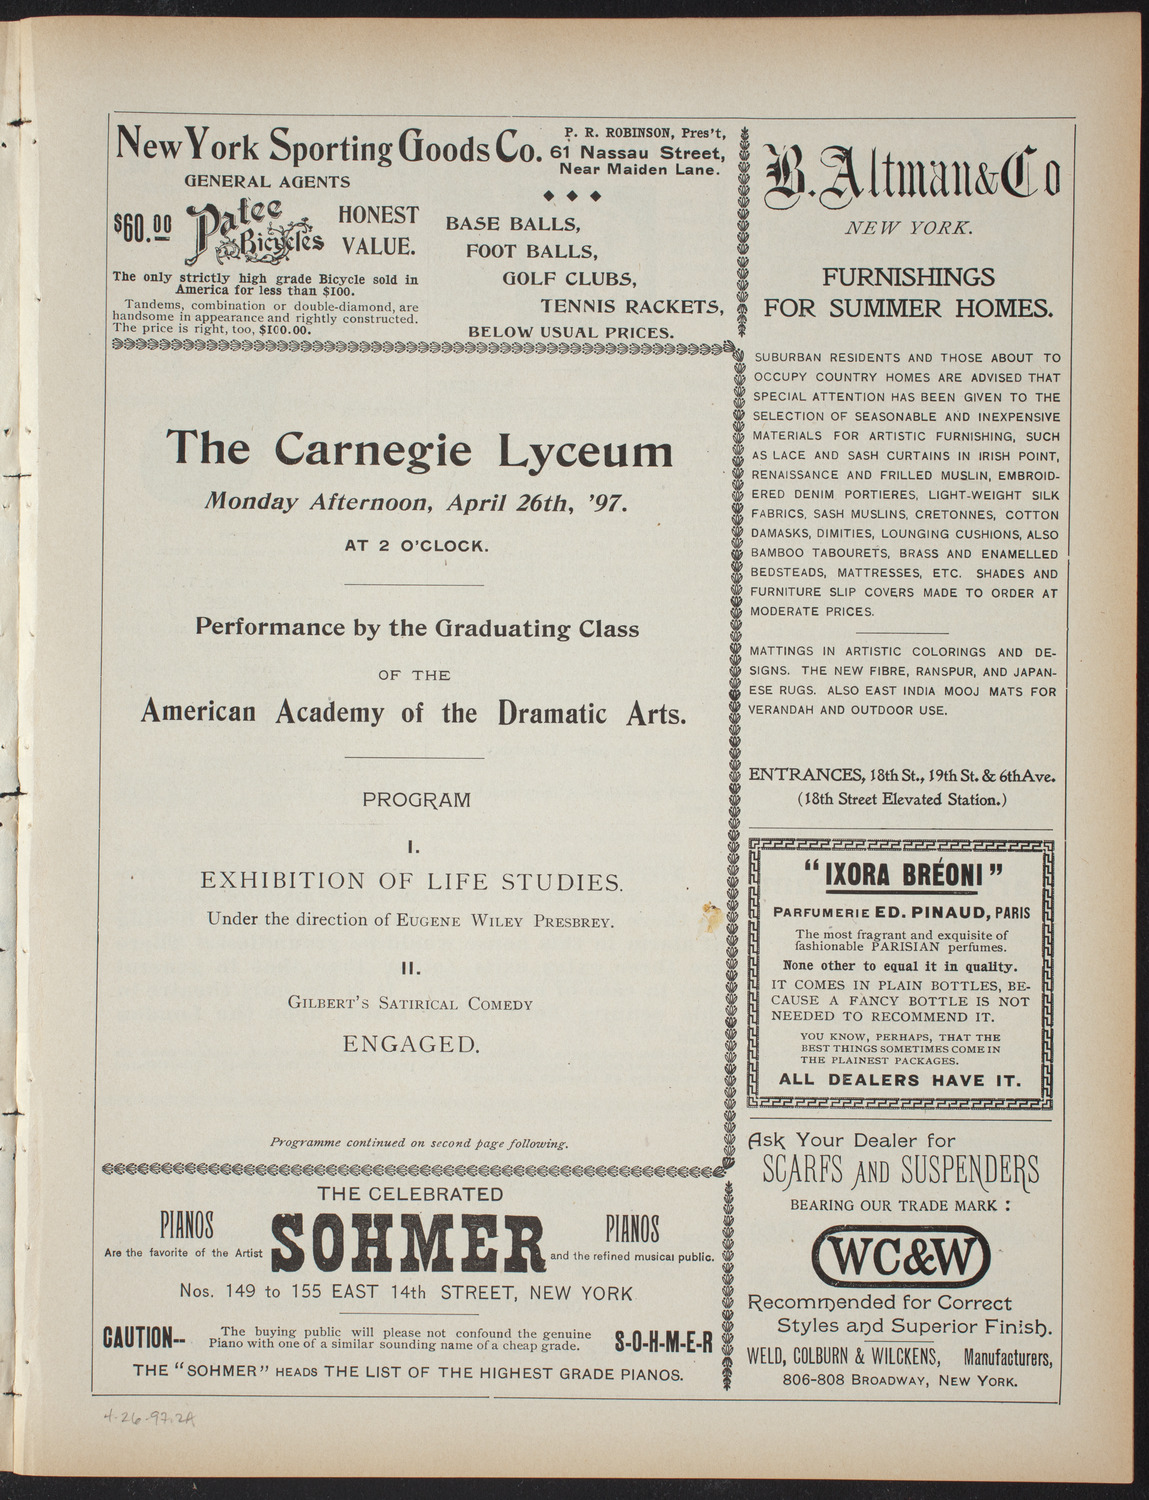 New York Sporting Goods Co.
P. R. ROBINSON, Pres't,
61 Nassau Street,
Near Maiden Lane.
GENERAL AGENTS
$60.00 Patee Bicycles
HONEST
VALUE.
The only strictly high grade Bicycle sold in
America for less than $100.
Tandems, combination or double-diamond, are
handsome in appearance and rightly constructed.
The price is right, too, $100.00.
BASE BALLS,
FOOT BALLS,
GOLF CLUBS,
TENNIS RACKETS,
BELOW USUAL PRICES.
The Carnegie Lyceum
Monday Afternoon, April 26th, '97.
AT 2 O'CLOCK.
Performance by the Graduating Class
OF THE
American Academy of the Dramatic Arts.
PROGRAM
I.
EXHIBITION OF LIFE STUDIES.
Under the direction of EUGENE WILEY PRESBREY.
II.
GILBERT'S SATIRICAL COMEDY
ENGAGED.
Programme continued on second page following.
THE CELEBRATED
PIANOS SOHMER PIANOS
Are the favorite of the Artist and the refined musical public.
Nos. 149 to 155 EAST 14th STREET, NEW YORK
CAUTION--
The buying public will please not confound the genuine
Piano with one of a similar sounding name of a cheap grade.
S-O-H-M-E-R
THE "SOHMER" HEADS THE LIST OF THE HIGHEST GRADE PIANOS.
B. Altman & Co
NEW YORK.
FURNISHINGS
FOR SUMMER HOMES.
SUBURBAN RESIDENTS AND THOSE ABOUT TO
OCCUPY COUNTRY HOMES ARE ADVISED THAT
SPECIAL ATTENTION HAS BEEN GIVEN TO THE
SELECTION OF SEASONABLE AND INEXPENSIVE
MATERIALS FOR ARTISTIC FURNISHING, SUCH
AS LACE AND SASH CURTAINS IN IRISH POINT,
RENAISSANCE AND FRILLED MUSLIN, EMBROID-
ERED DENIM PORTIERES, LIGHT-WEIGHT SILK
FABRICS, SASH MUSLINS, CRETONNES, COTTON
DAMASKS, DIMITIES, LOUNGING CUSHIONS, ALSO
BAMBOO TABOURETS, BRASS AND ENAMELLED
BEDSTEADS, MATTRESSES, ETC. SHADES AND
FURNITURE SLIP COVERS MADE TO ORDER AT
MODERATE PRICES.
MATTINGS IN ARTISTIC COLORINGS AND DE-
SIGNS. THE NEW FIBRE, RANSPUR, AND JAPAN-
ESE RUGS. ALSO EAST INDIA MOOJ MATS FOR
VERANDAH AND OUTDOOR USE.
ENTRANCES, 18th St., 19th St. & 6th Ave.
(18th Street Elevated Station.)
"IXORA BRÉONI"
PARFUMERIE ED. PINAUD, PARIS
The most fragrant and exquisite of
fashionable PARISIAN perfumes.
None other to equal it in quality.
IT COMES IN PLAIN BOTTLES, BE-
CAUSE A FANCY BOTTLE IS NOT
NEEDED TO RECOMMEND IT.
YOU KNOW, PERHAPS, THAT THE
BEST THINGS SOMETIMES COME IN
THE PLAINEST PACKAGES.
ALL DEALERS HAVE IT.
Ask Your Dealer for
SCARFS AND SUSPENDERS
BEARING OUR TRADE MARK :
WC&W
Recommended for Correct
Styles and Superior Finish.
WELD, COLBURN & WILCKENS, Manufacturers,
806-808 BROADWAY, NEW YORK.
4-26-97.2A